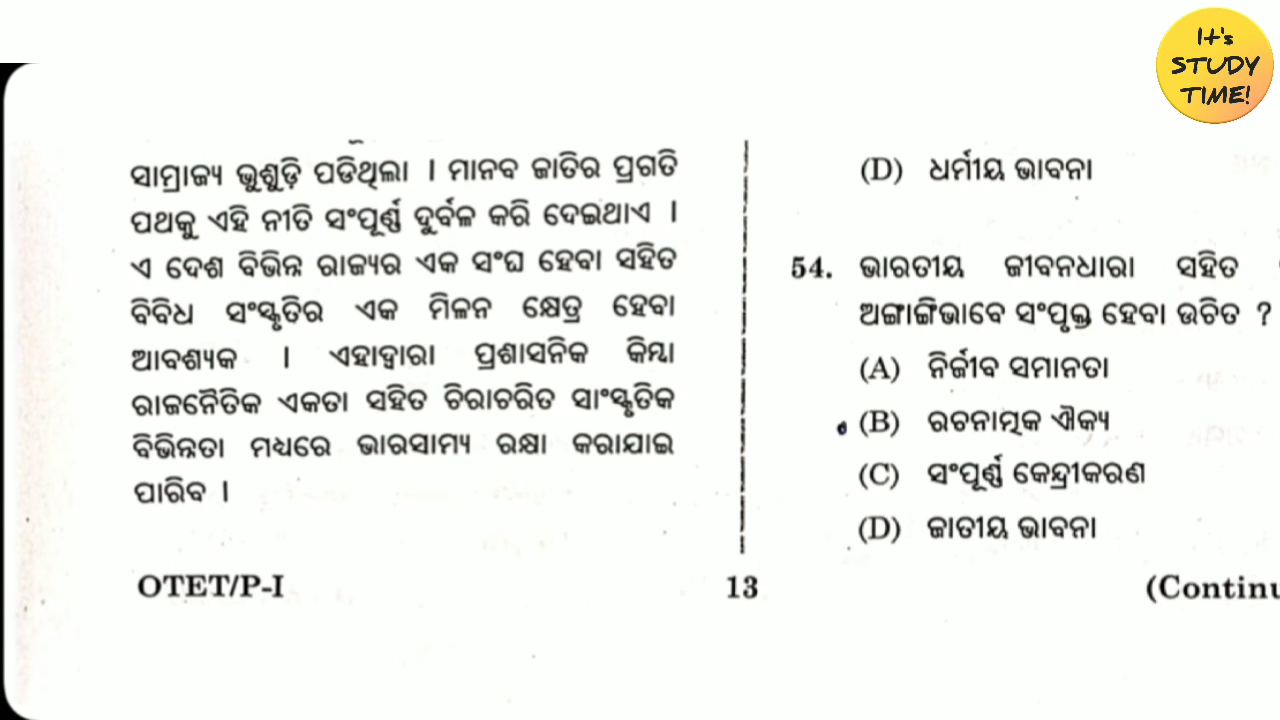 It's
STUDY
TIME!
ସାମ୍ରାଜ୍ୟ ଭୁଶୁଡ଼ି ପଡିଥିଲା । ମାନବ ଜାତିର ପ୍ରଗତି
ପଥକୁ ଏହି ନୀତି ସଂପୂର୍ଣ୍ଣ ଦୁର୍ବଳ କରି ଦେଇଥାଏ ।
ଏ ଦେଶ ବିଭିନ୍ନ ରାଜ୍ୟର ଏକ ସଂଘ ହେବା ସହିତ
ବିବିଧ ସଂସ୍କୃତିର ଏକ ମିଳନ କ୍ଷେତ୍ର ହେବା
ଆବଶ୍ୟକ । ଏହାଦ୍ୱାରା ପ୍ରଶାସନିକ କିମ୍ବା
ରାଜନୈତିକ ଏକତା ସହିତ ଚିରାଚରିତ ସାଂସ୍କୃତିକ
ବିଭିନ୍ନତା ମଧ୍ୟରେ ଭାରସାମ୍ୟ ରକ୍ଷା କରାଯାଇ
ପାରିବ ।
OTET/P-I
13
(D) ଧର୍ମୀୟ ଭାବନା
54. ଭାରତୀୟ ଜୀବନଧାରା ସହିତ
ଅଙ୍ଗାଙ୍ଗିଭାବେ ସଂପୃକ୍ତ ହେବା ଉଚିତ ?
(A) ନିର୍ଜୀବ ସମାନତା
(B) ରଚନାତ୍ମକ ଐକ୍ୟ
(C) ସଂପୂର୍ଣ୍ଣ କେନ୍ଦ୍ରୀକରଣ
(D) ଜାତୀୟ ଭାବନା
(Continu